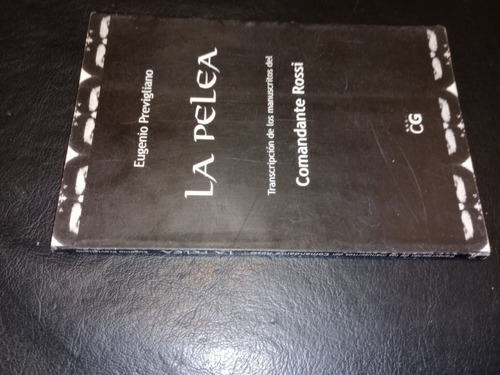 Eugenio Previgliano
LA PELEA
Transcripción de los manuscritos del
Comandante Rossi
CG